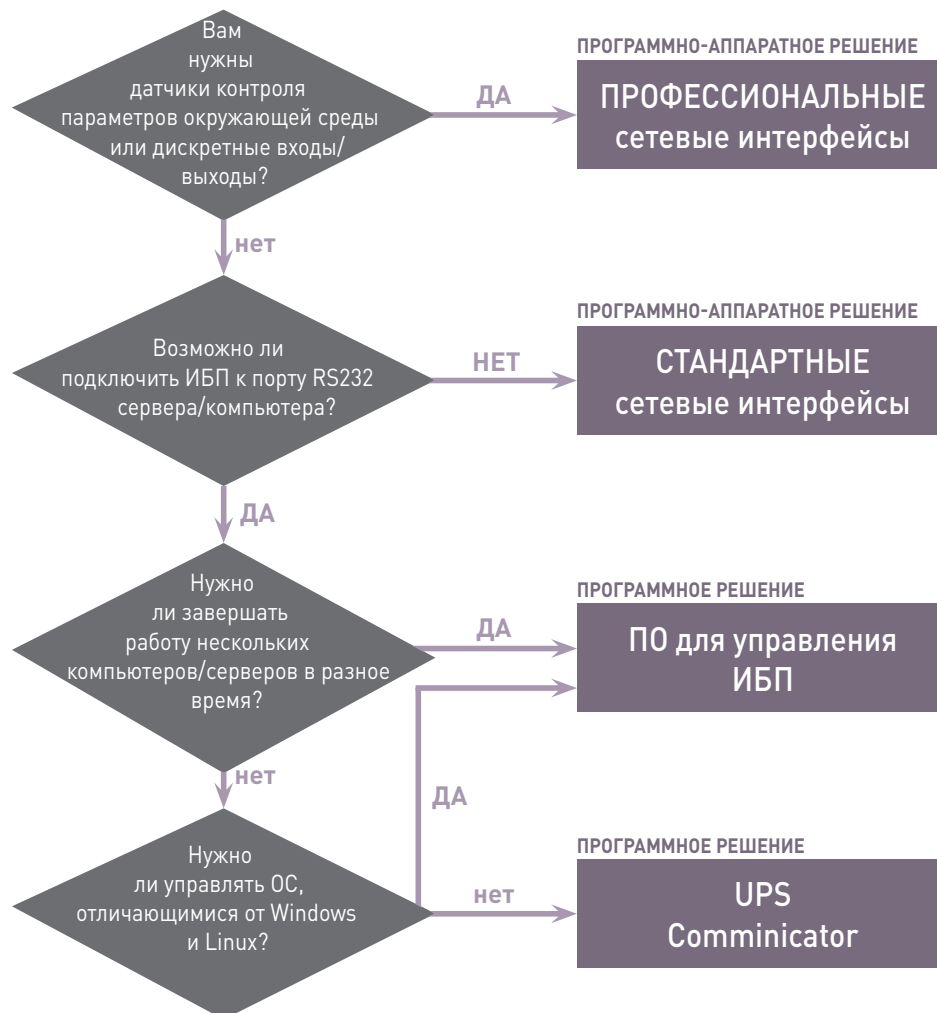 Вам
нужны
датчики контроля
параметров окружающей среды
или дискретные входы/
выходы?
ДА
ПРОГРАММНО-АППАРАТНОЕ РЕШЕНИЕ
ПРОФЕССИОНАЛЬНЫЕ
сетевые интерфейсы
нет
Возможно ли
подключить ИБП к порту RS232
сервера/компьютера?
НЕТ
ПРОГРАММНО-АППАРАТНОЕ РЕШЕНИЕ
СТАНДАРТНЫЕ
сетевые интерфейсы
ДА
Нужно
ли завершать
работу нескольких
компьютеров/серверов в разное
время?
ДА
ПРОГРАММНОЕ РЕШЕНИЕ
ПО для управления
ИБП
нет
ДА
Нужно
ли управлять ОС,
отличающимися от Windows
и Linux?
нет
ПРОГРАММНОЕ РЕШЕНИЕ
UPS
Comminicator